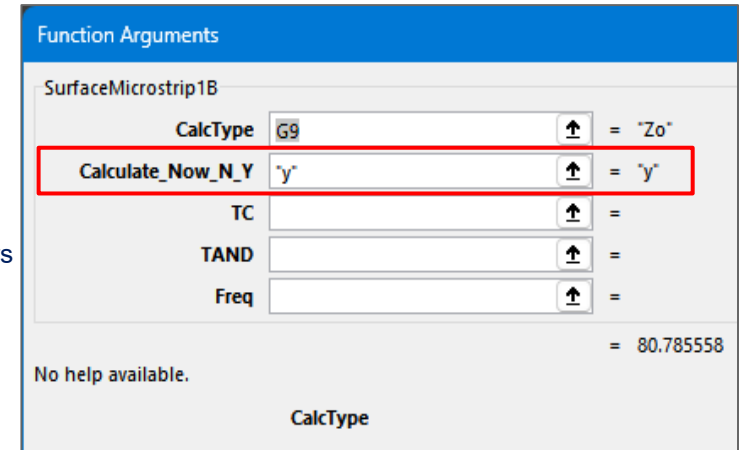 Function Arguments
SurfaceMicrostrip1B
CalcType G9 = "Zo"
Calculate_Now_N_Y "y" = "y"
TC =
s TAND =
Freq =
= 80.785558
No help available.
CalcType